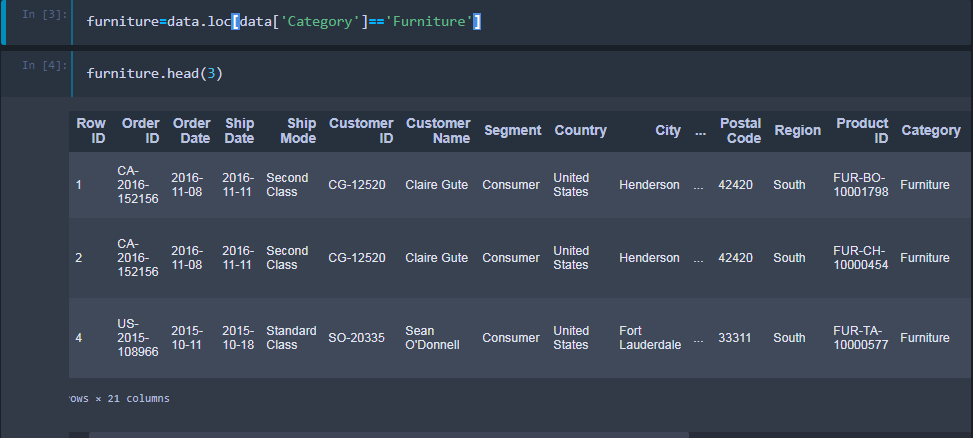 In [3]: furniture=data.loc[data['Category']=='Furniture']
In [4]: furniture.head(3)
Row ID Order ID Order Date Ship Date Ship Mode Customer ID Customer Name Segment Country City ... Postal Code Region Product ID Category
1 CA-2016-152156 2016-11-08 2016-11-11 Second Class CG-12520 Claire Gute Consumer United States Henderson ... 42420 South FUR-BO-10001798 Furniture
2 CA-2016-152156 2016-11-08 2016-11-11 Second Class CG-12520 Claire Gute Consumer United States Henderson ... 42420 South FUR-CH-10000454 Furniture
4 US-2015-108966 2015-10-11 2015-10-18 Standard Class SO-20335 Sean O'Donnell Consumer United States Fort Lauderdale ... 33311 South FUR-TA-10000577 Furniture
ows × 21 columns